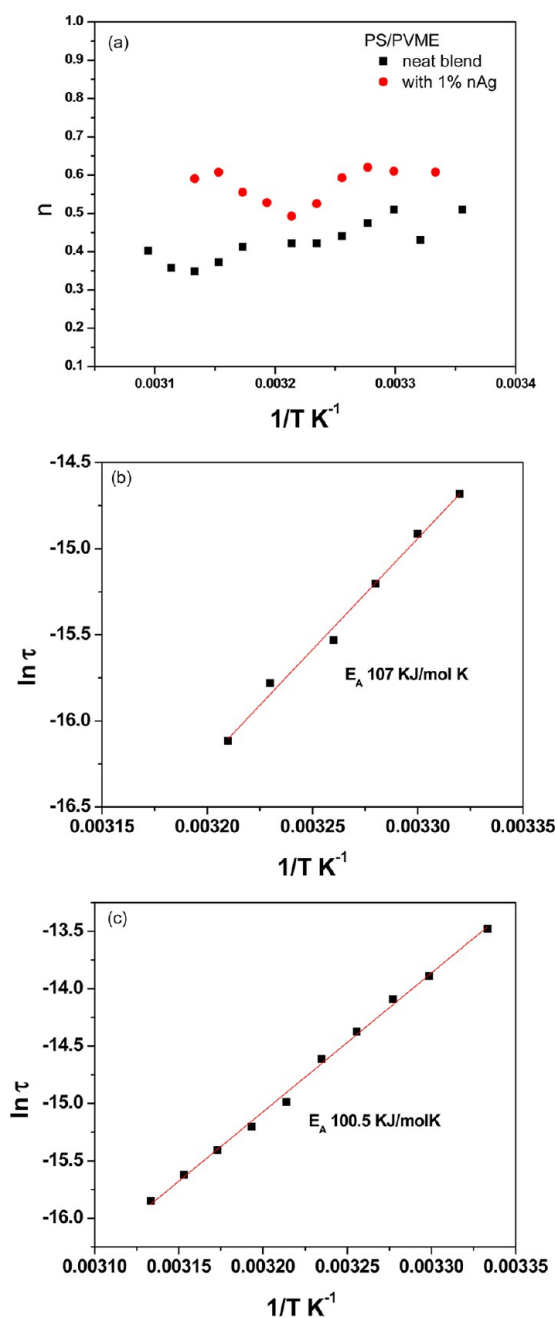 (a)
PS/PVME
neat blend
with 1% nAg
1.0
0.9
0.8
0.7
0.6
0.5
0.4
0.3
0.2
0.1
n
0.0031 0.0032 0.0033 0.0034
1/T K⁻¹
(b)
-14.5
-15.0
-15.5
-16.0
-16.5
ln τ
E_A 107 KJ/mol K
0.00315 0.00320 0.00325 0.00330 0.00335
1/T K⁻¹
(c)
-13.5
-14.0
-14.5
-15.0
-15.5
-16.0
ln τ
E_A 100.5 KJ/molK
0.00310 0.00315 0.00320 0.00325 0.00330 0.00335
1/T K⁻¹